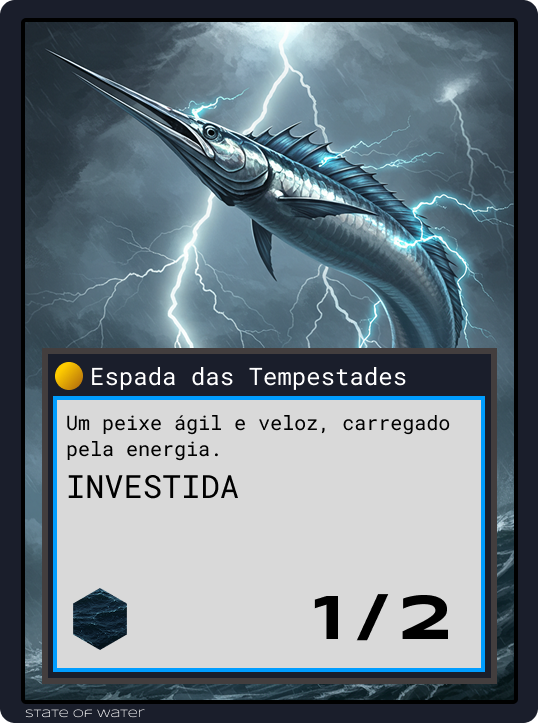 Espada das Tempestades
Um peixe ágil e veloz, carregado
pela energia.
INVESTIDA
1/2
STATE OF WATER